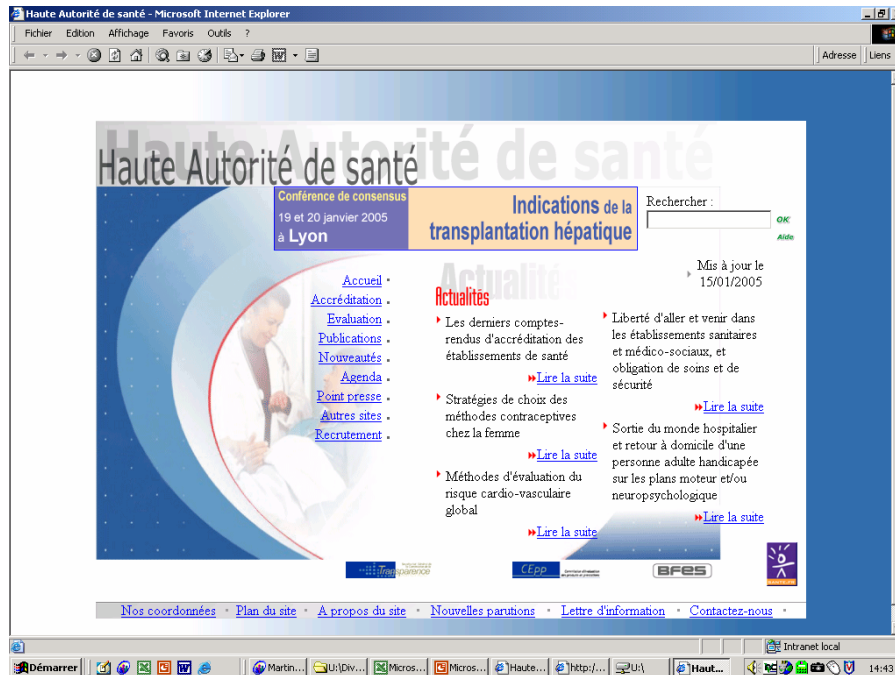 Haute Autorité de santé - Microsoft Internet Explorer
Fichier Edition Affichage Favoris Outils ?
Adresse Liens
Haute Autorité de santé
Haute Autorité de santé
Conférence de consensus
19 et 20 janvier 2005
à Lyon
Indications de la
transplantation hépatique
Rechercher :
OK
Aide
Mis à jour le
15/01/2005
Accueil
Accréditation
Evaluation
Publications
Nouveautés
Agenda
Point presse
Autres sites
Recrutement
Actualités
Actualités
Les derniers comptes-
rendus d'accréditation des
établissements de santé
Lire la suite
Stratégies de choix des
méthodes contraceptives
chez la femme
Lire la suite
Méthodes d'évaluation du
risque cardio-vasculaire
global
Lire la suite
Liberté d'aller et venir dans
les établissements sanitaires
et médico-sociaux, et
obligation de soins et de
sécurité
Lire la suite
Sortie du monde hospitalier
et retour à domicile d'une
personne adulte handicapée
sur les plans moteur et/ou
neuropsychologique
Lire la suite
Transparence
CEpp
BFES
Nos coordonnées Plan du site A propos du site Nouvelles parutions Lettre d'information Contactez-nous
Intranet local
Démarrer Martin... U:\Div... Micros... Micros... Haute... http:/... U:\ Haut... 14:43